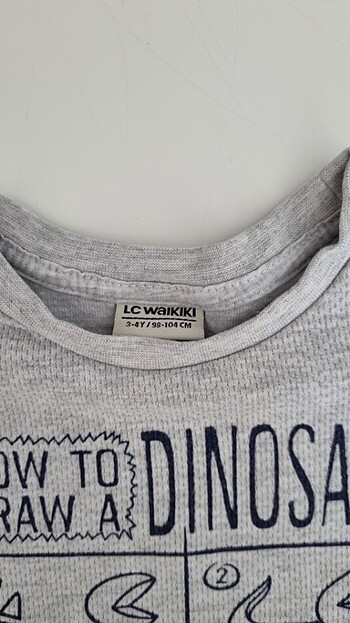 LC WAIKIKI
3-4Y / 98-104 CM
OW TO
RAW A
DINOSA
2